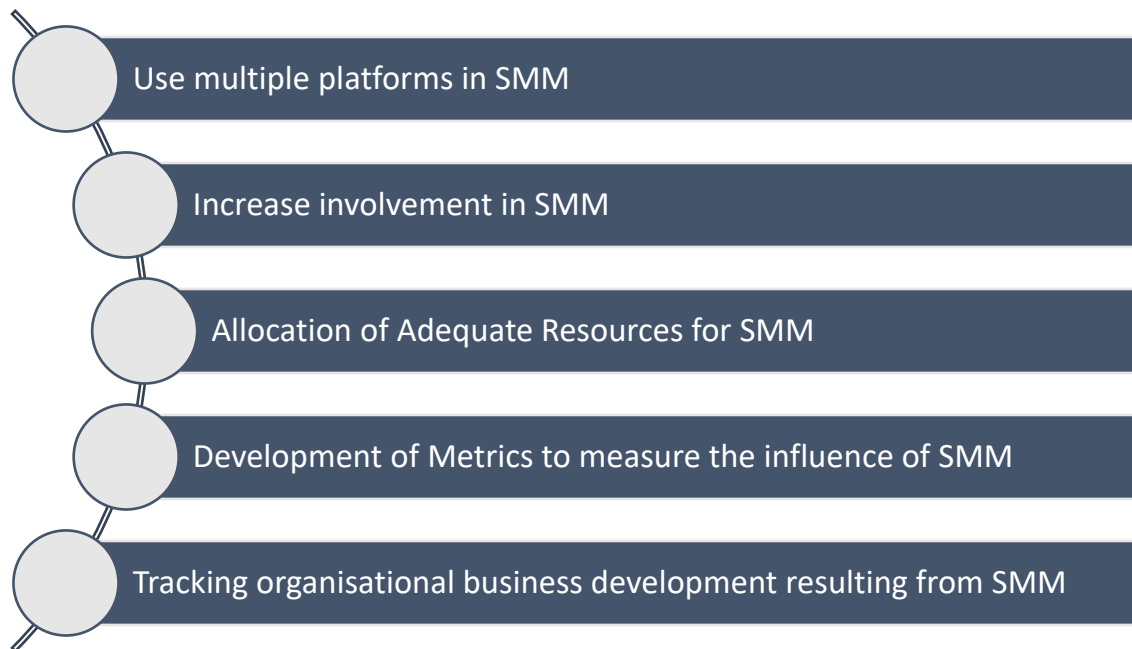 Use multiple platforms in SMM
Increase involvement in SMM
Allocation of Adequate Resources for SMM
Development of Metrics to measure the influence of SMM
Tracking organisational business development resulting from SMM